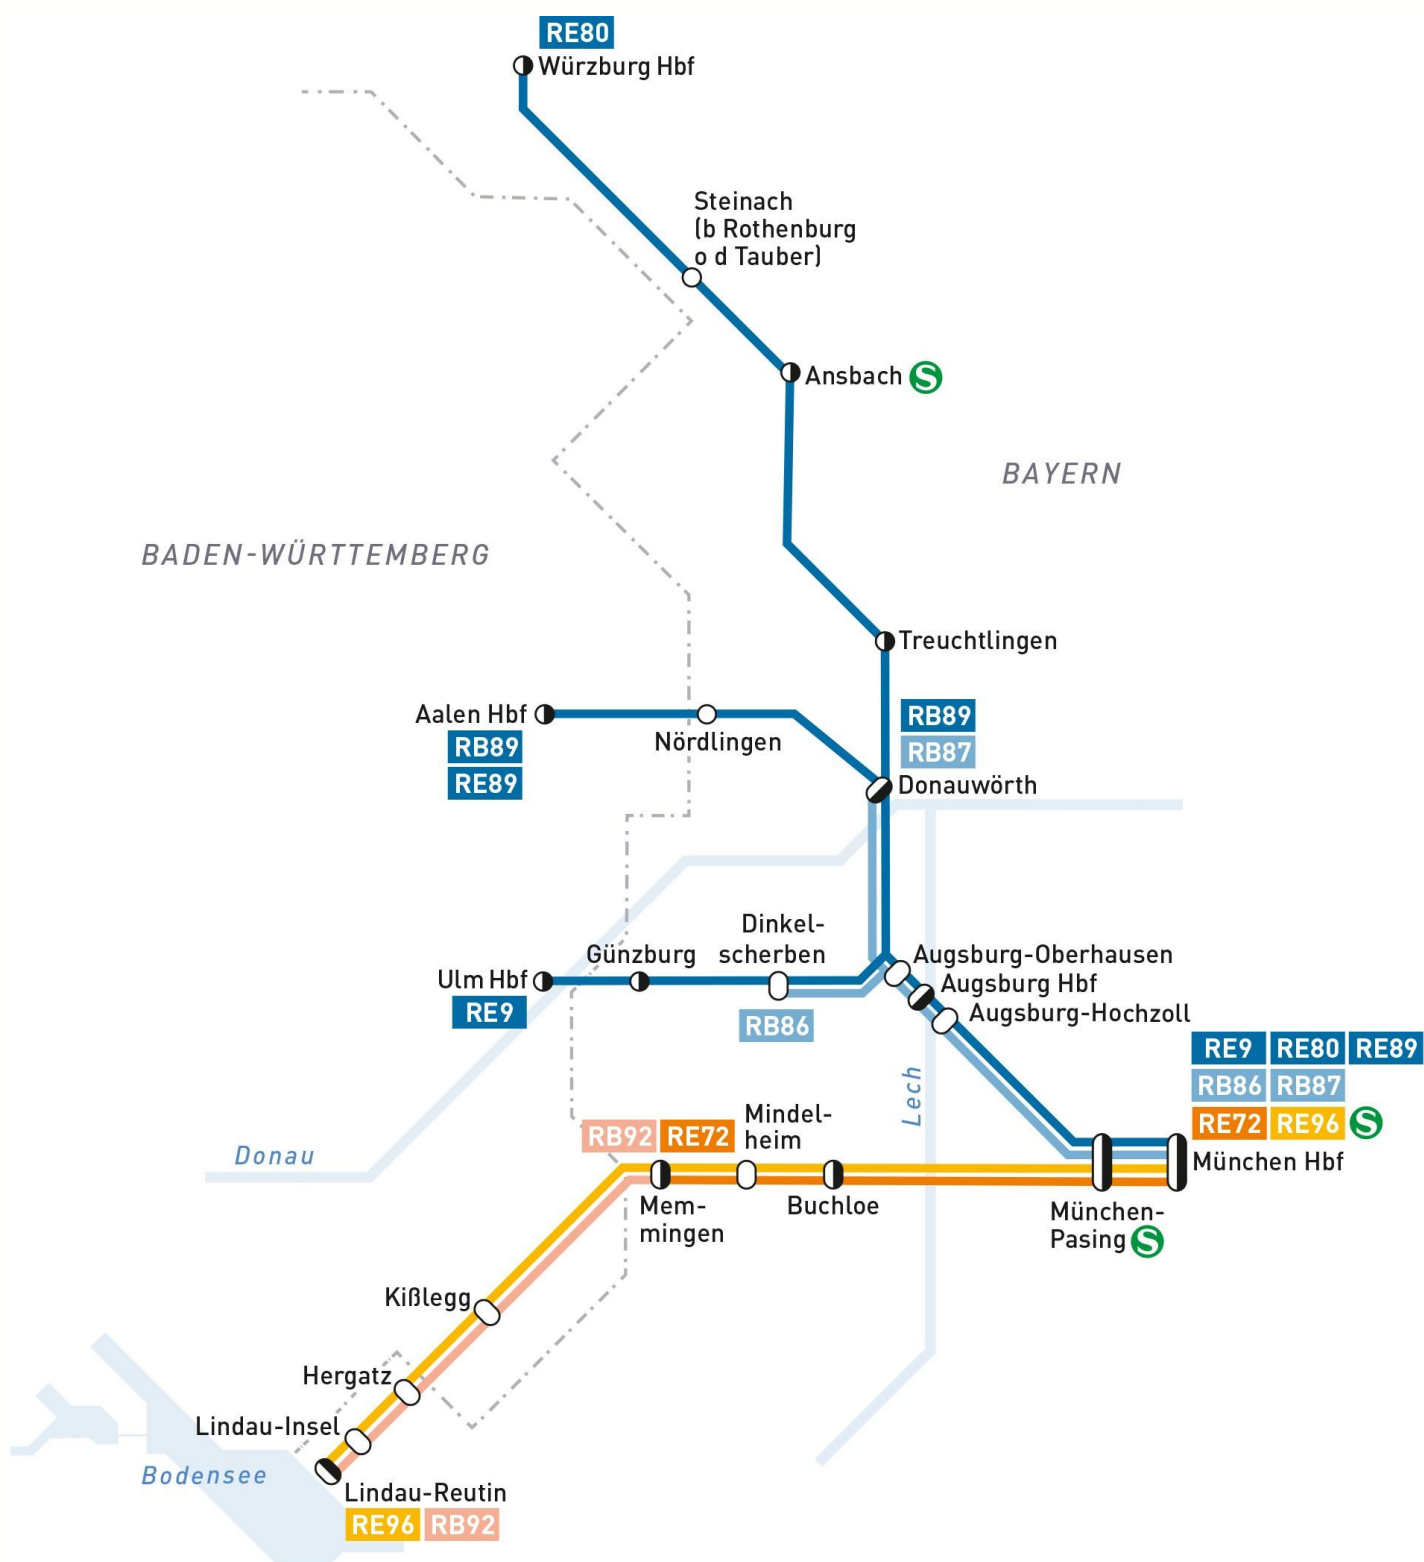 RE80
Würzburg Hbf
Steinach
(b Rothenburg
o d Tauber)
Ansbach S
BAYERN
BADEN-WÜRTTEMBERG
Treuchtlingen
Aalen Hbf
RB89
RE89
Nördlingen
RB89
RB87
Donauwörth
Dinkel-
scherben
Günzburg
Ulm Hbf
RE9
RB86
Augsburg-Oberhausen
Augsburg Hbf
Augsburg-Hochzoll
RE9 RE80 RE89
RB86 RB87
RE72 RE96 S
München Hbf
Lech
Donau
RB92 RE72
Mindel-
heim
Mem-
mingen
Buchloe
München-
Pasing S
Kißlegg
Hergatz
Lindau-Insel
Bodensee
Lindau-Reutin
RE96 RB92